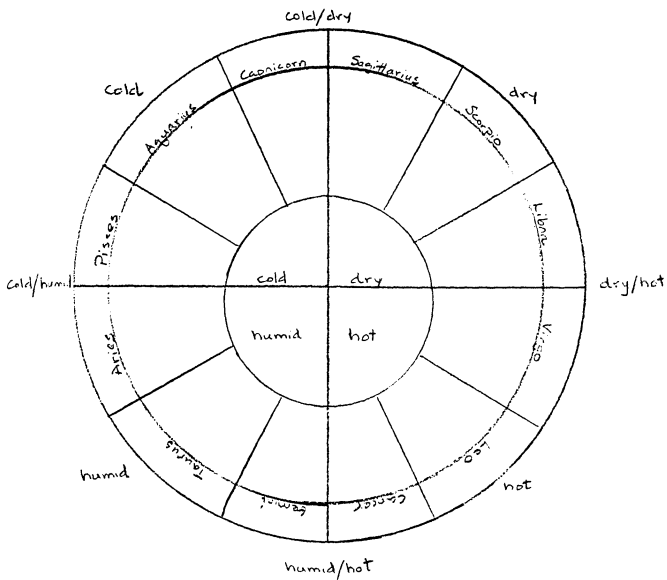 cold/dry
Capricorn
Sagittarius
cold
dry
Aquarius
Scorpio
Pisces
Libra
cold/humid
cold
dry
dry/hot
humid
hot
Aries
Virgo
Taurus
Leo
humid
Gemini
Cancer
hot
humid/hot